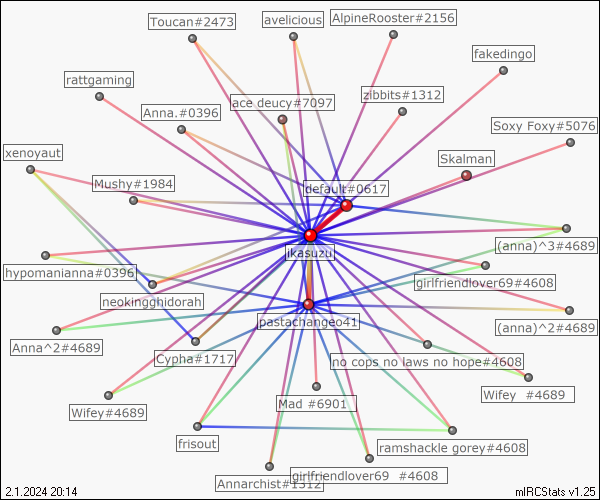 Toucan#2473
avelicious
AlpineRooster#2156
fakedingo
rattgaming
Anna.#0396
ace deucy#7097
zibbits#1312
Soxy Foxy#5076
xenoyaut
Skalman
Mushy#1984
default#0617
(anna)^3#4689
ikasuzu
hypomanianna#0396
girlfriendlover69#4608
neokingghidorah
pastachangeo41
(anna)^2#4689
Anna^2#4689
Cypha#1717
no cops no laws no hope#4608
Wifey #4689
Wifey#4689
Mad #6901
frisout
ramshackle gorey#4608
girlfriendlover69 #4608
Annarchist#1312
2.1.2024 20:14
mIRCStats v1.25